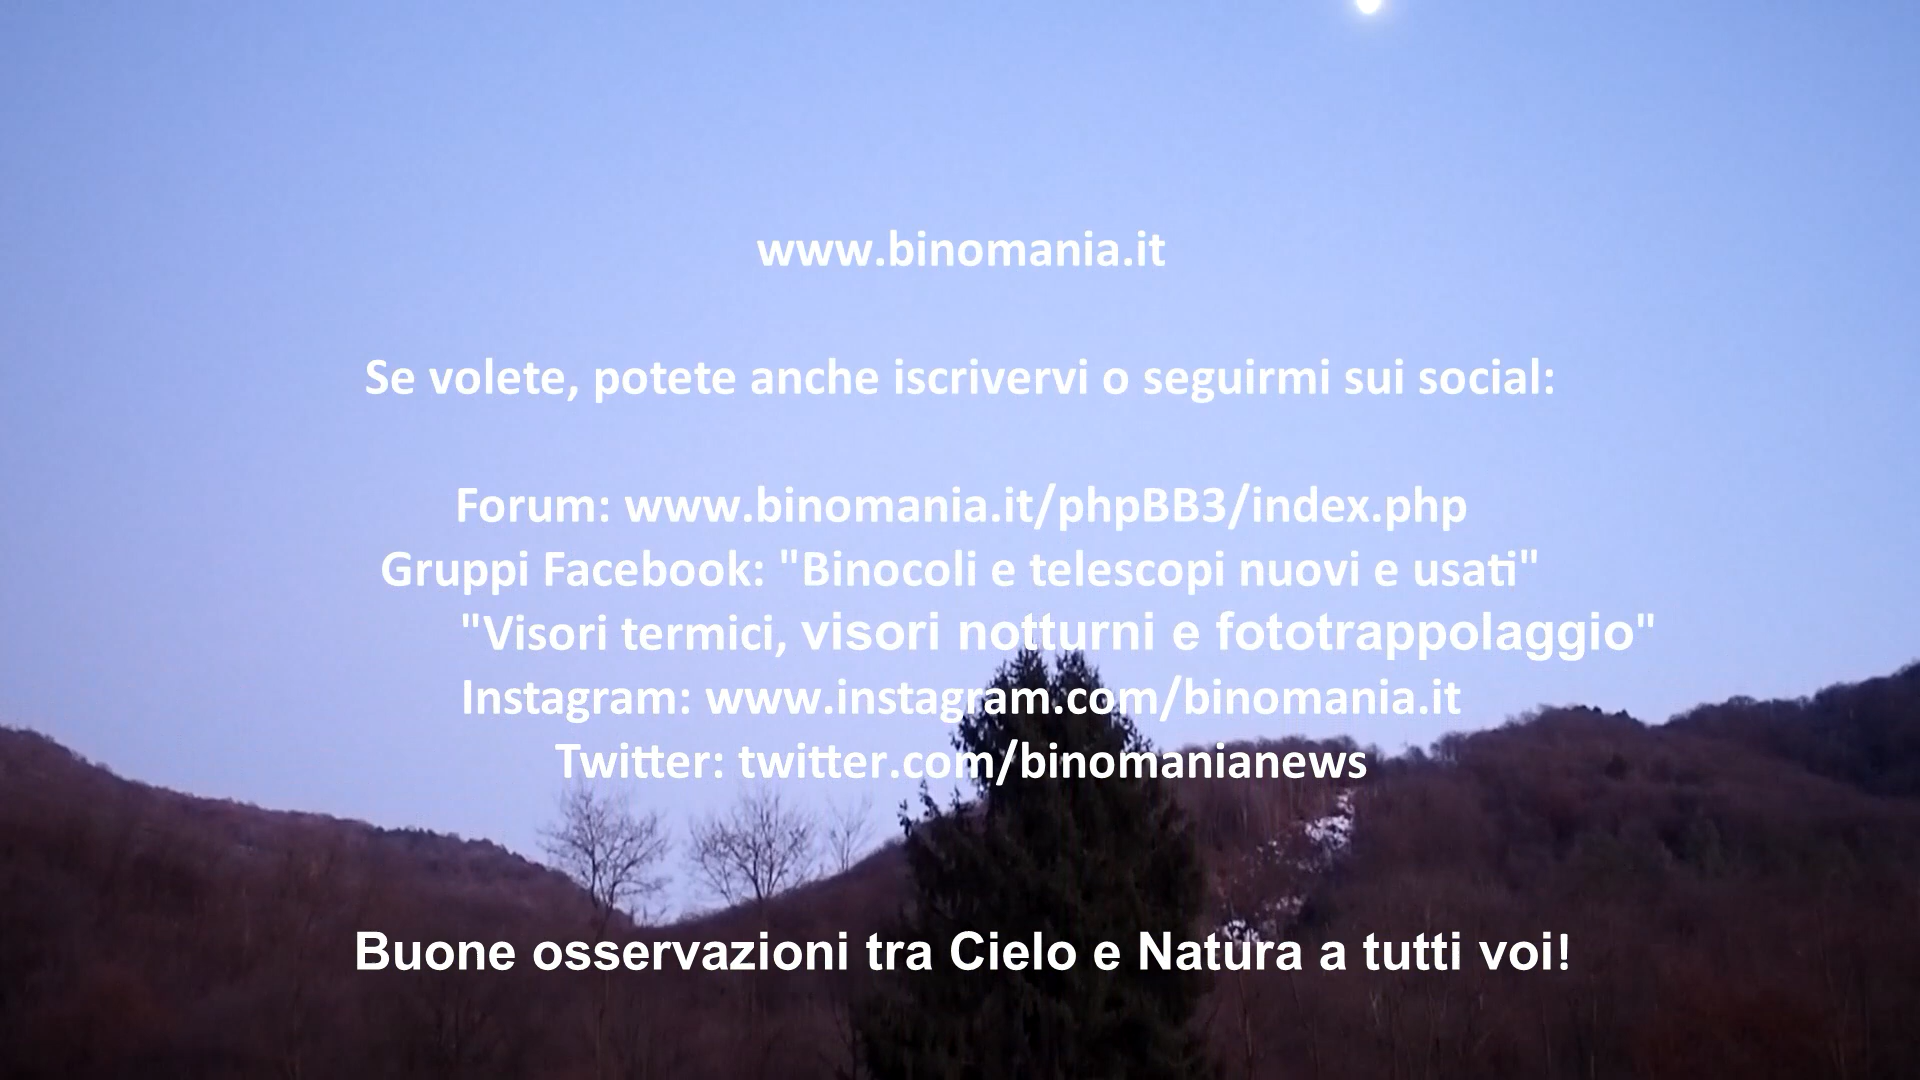 www.binomania.it
Se volete, potete anche iscrivervi o seguirmi sui social:
Forum: www.binomania.it/phpBB3/index.php
Gruppi Facebook: "Binocoli e telescopi nuovi e usati"
"Visori termici, visori notturni e fototrappolaggio"
Instagram: www.instagram.com/binomania.it
Twitter: twitter.com/binomanianews
Buone osservazioni tra Cielo e Natura a tutti voi!